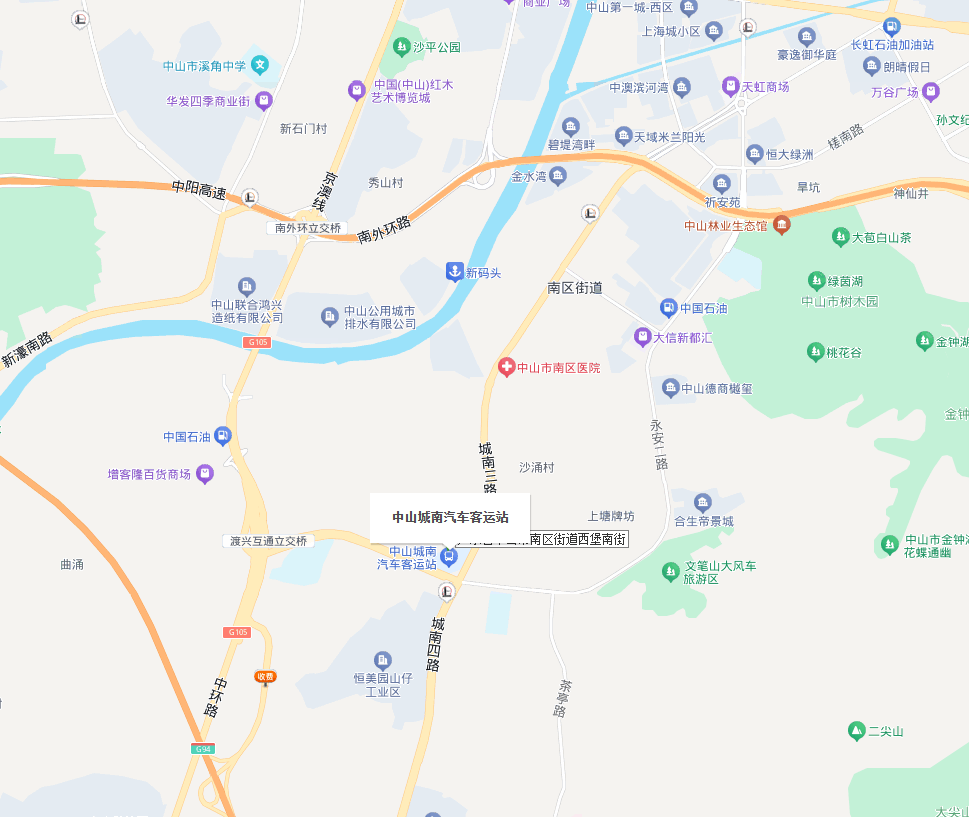 商业广场
中山第一城-西区
上海城小区
长虹石油加油站
豪逸御华庭
朗晴假日
沙平公园
中山市溪角中学
中国(中山)红木
艺术博览城
华发四季商业街
中澳滨河湾
天虹商场
万谷广场
孙文纪
新石门村
碧堤湾畔
天域米兰阳光
槎南路
恒大绿洲
金水湾
秀山村
京澳线
中阳高速
祈安苑
旱坑
神仙井
南外环立交桥
南外环路
中山林业生态馆
大苞白山茶
新码头
南区街道
绿茵湖
中山市树木园
中山联合鸿兴
造纸有限公司
中山公用城市
排水有限公司
中国石油
大信新都汇
新濠南路
G105
桃花谷
金钟湖
中山市南区医院
中山德商樾玺
金钟
中国石油
永安二路
城南三路
增客隆百货商场
沙涌村
中山城南汽车客运站
合生帝景城
上塘牌坊
渡兴互通立交桥
南区街道西堡南街
中山城南
汽车客运站
中山市金钟湖
花蝶通幽
曲涌
文笔山大风车
旅游区
G105
城南四路
恒美园山仔
工业区
收费
中环路
茶亭路
二尖山
G94
大尖山